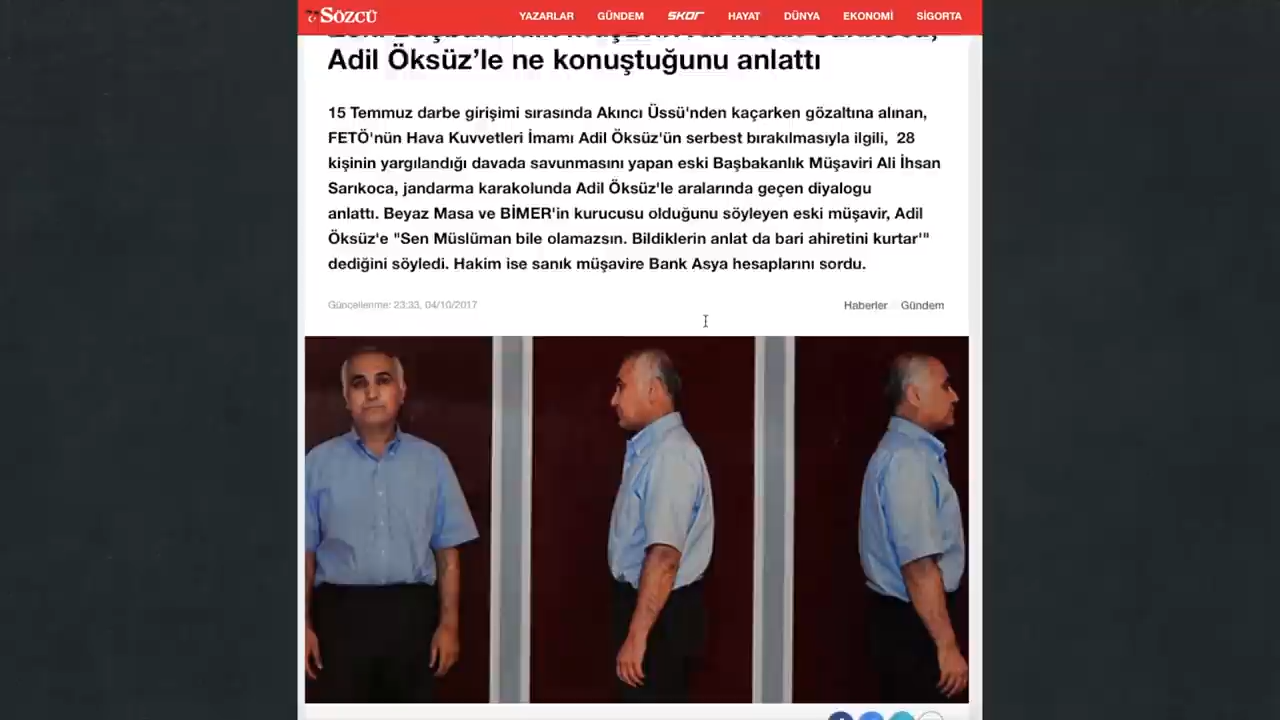 SÖZCÜ
YAZARLAR GÜNDEM SKOR HAYAT DÜNYA EKONOMİ SİGORTA
Adil Öksüz’le ne konuştuğunu anlattı
15 Temmuz darbe girişimi sırasında Akıncı Üssü'nden kaçarken gözaltına alınan,
FETÖ'nün Hava Kuvvetleri İmamı Adil Öksüz'ün serbest bırakılmasıyla ilgili, 28
kişinin yargılandığı davada savunmasını yapan eski Başbakanlık Müşaviri Ali İhsan
Sarıkoca, jandarma karakolunda Adil Öksüz'le aralarında geçen diyalogu
anlattı. Beyaz Masa ve BİMER'in kurucusu olduğunu söyleyen eski müşavir, Adil
Öksüz'e "Sen Müslüman bile olamazsın. Bildiklerin anlat da bari ahiretini kurtar'"
dediğini söyledi. Hakim ise sanık müşavire Bank Asya hesaplarını sordu.
Güncellenme: 23:33, 04/10/2017
Haberler Gündem